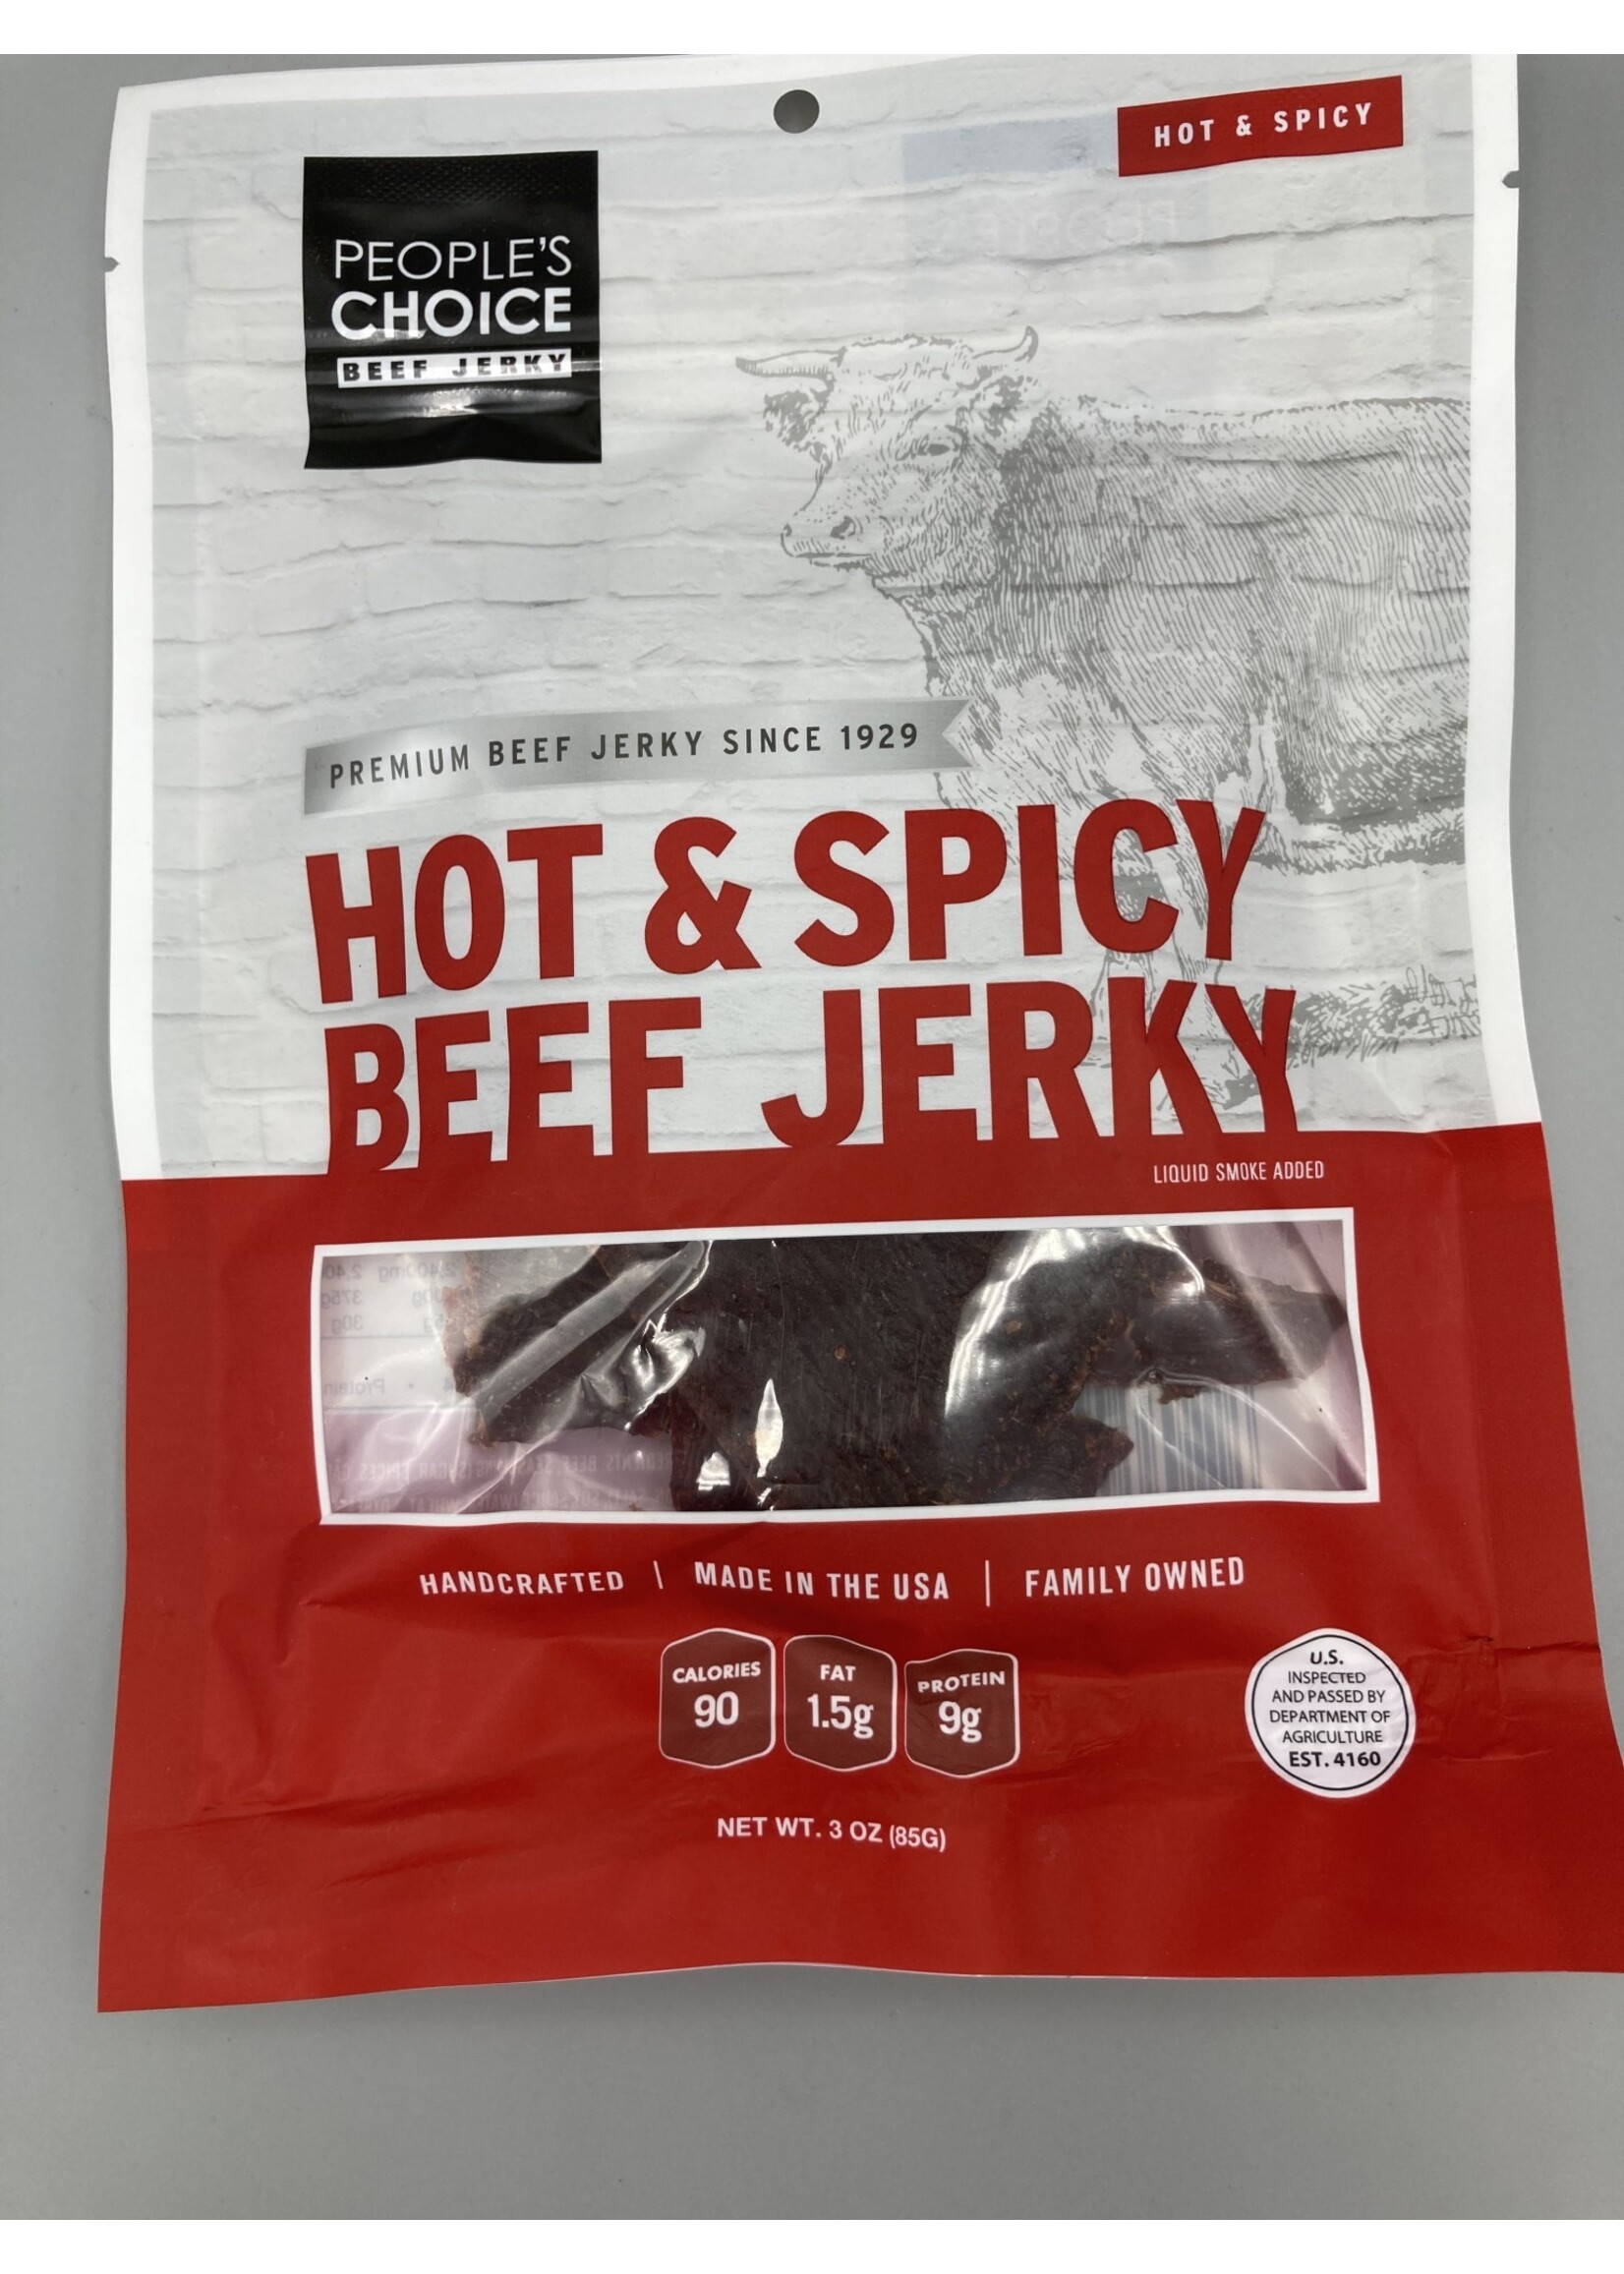 HOT & SPICY
PEOPLE'S
CHOICE
BEEF JERKY
PREMIUM BEEF JERKY SINCE 1929
HOT & SPICY
BEEF JERKY
LIQUID SMOKE ADDED
HANDCRAFTED | MADE IN THE USA | FAMILY OWNED
CALORIES
90
FAT
1.5g
PROTEIN
9g
U.S.
INSPECTED
AND PASSED BY
DEPARTMENT OF
AGRICULTURE
EST. 4160
NET WT. 3 OZ (85G)